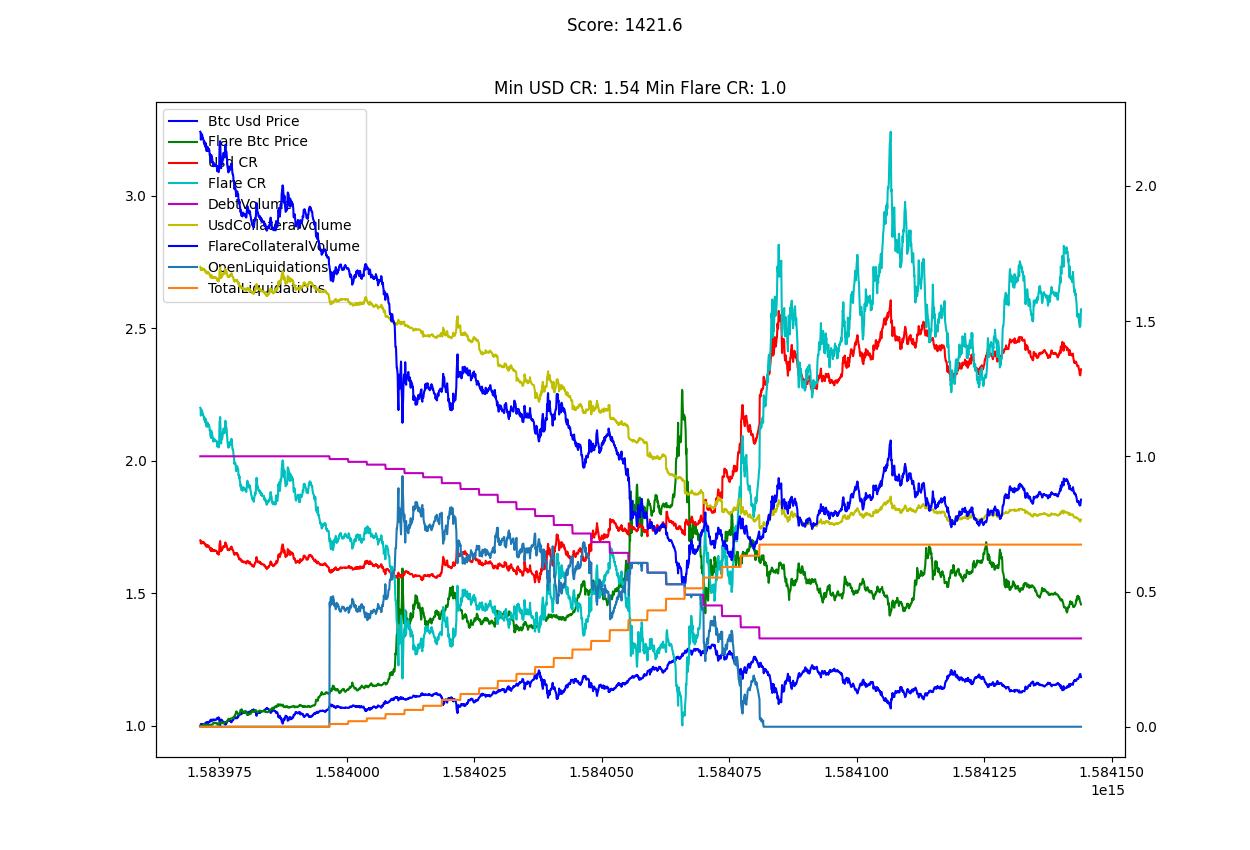 Score: 1421.6
Min USD CR: 1.54 Min Flare CR: 1.0
Btc Usd Price
Flare Btc Price
Usd CR
Flare CR
DebtVolume
UsdCollateralVolume
FlareCollateralVolume
OpenLiquidations
TotalLiquidations
3.0
2.5
2.0
1.5
1.0
2.0
1.5
1.0
0.5
0.0
1.583975 1.584000 1.584025 1.584050 1.584075 1.584100 1.584125 1.584150
1e15